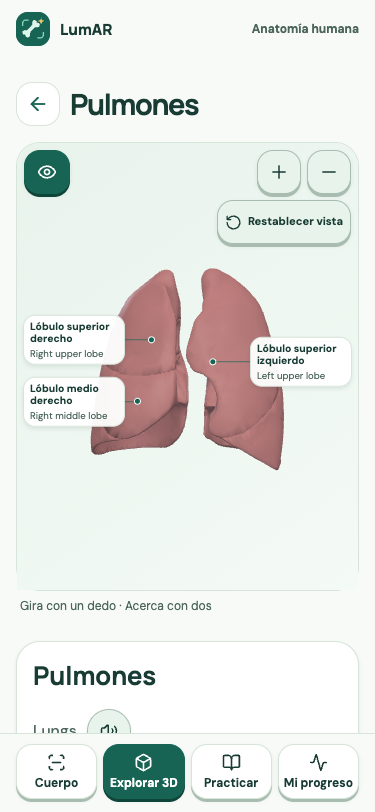 LumAR
Anatomía humana
Pulmones
Restablecer vista
Lóbulo superior
derecho
Right upper lobe
Lóbulo superior
izquierdo
Left upper lobe
Lóbulo medio
derecho
Right middle lobe
Gira con un dedo · Acerca con dos
Pulmones
Lungs
Cuerpo
Explorar 3D
Practicar
Mi progreso